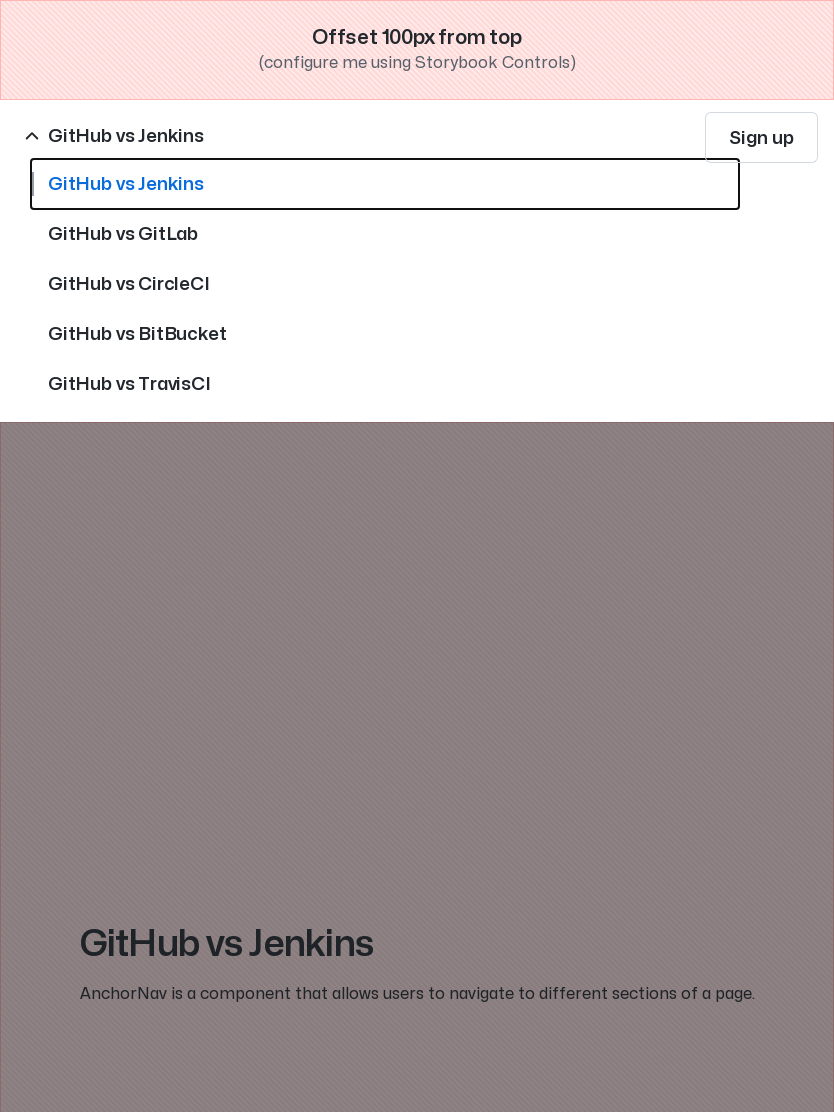 Offset 100px from top
(configure me using Storybook Controls)
GitHub vs Jenkins
Sign up
GitHub vs Jenkins
GitHub vs GitLab
GitHub vs CircleCI
GitHub vs BitBucket
GitHub vs TravisCI
GitHub vs Jenkins
AnchorNav is a component that allows users to navigate to different sections of a page.